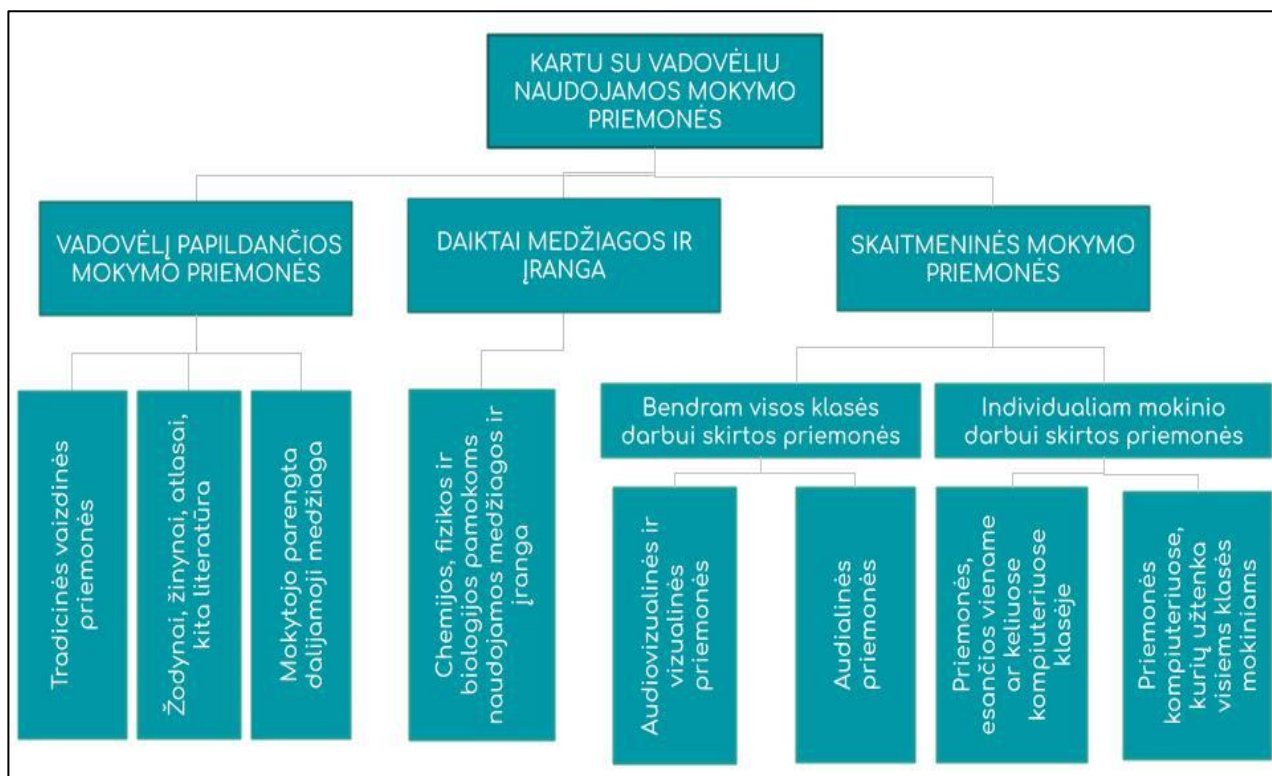 KARTU SU VADOVĖLIU
NAUDOJAMOS MOKYMO
PRIEMONĖS
VADOVĖLĮ PAPILDANČIOS
MOKYMO PRIEMONĖS
DAIKTAI MEDŽIAGOS IR
ĮRANGA
SKAITMENINĖS MOKYMO
PRIEMONĖS
Bendram visos klasės
darbui skirtos priemonės
Individualiam mokinio
darbui skirtos priemonės
Tradicinės vaizdinės
priemonės
Žodynai, žinynai, atlasai,
kita literatūra
Mokytojo parengta
dalijamoji medžiaga
Chemijos, fizikos ir
biologijos pamokoms
naudojamos medžiagos ir
įranga
Audiovizualinės ir
vizualinės
priemonės
Audialinės
priemonės
Priemonės,
esančios viename
ar keliuose
kompiuteriuose
klasėje
Priemonės
kompiuteriuose,
kurių užtenka
visiems klasės
mokiniams